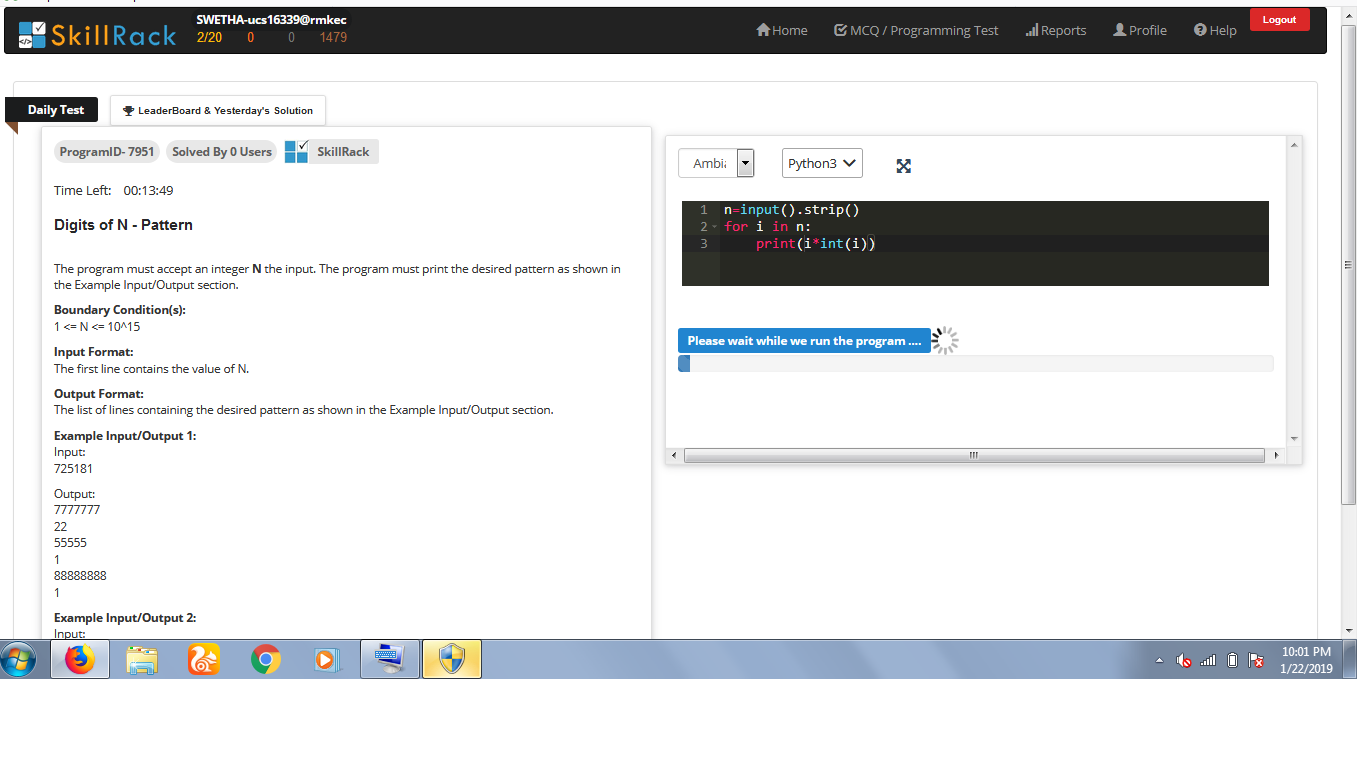 SkillRack
SWETHA-ucs16339@rmkec
2/20 0 0 1479
Home
MCQ / Programming Test
Reports
Profile
Help
Logout
Daily Test
LeaderBoard & Yesterday's Solution
ProgramID- 7951
Solved By 0 Users
SkillRack
Time Left: 00:13:49
Digits of N - Pattern
The program must accept an integer N the input. The program must print the desired pattern as shown in
the Example Input/Output section.
Boundary Condition(s):
1 <= N <= 10^15
Input Format:
The first line contains the value of N.
Output Format:
The list of lines containing the desired pattern as shown in the Example Input/Output section.
Example Input/Output 1:
Input:
725181
Output:
7777777
22
55555
1
88888888
1
Example Input/Output 2:
Input:
Ambi
Python3
1 n=input().strip()
2 for i in n:
3 print(i*int(i))
Please wait while we run the program ....
10:01 PM
1/22/2019